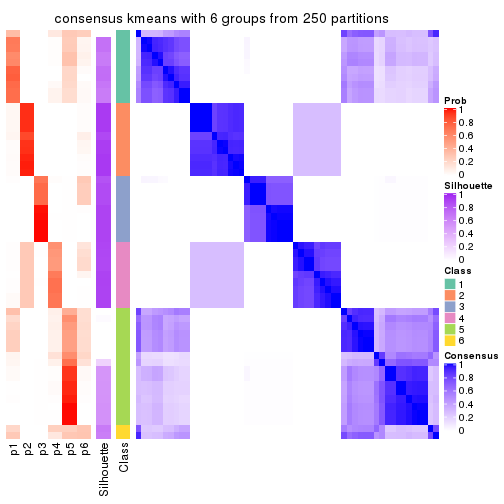 consensus kmeans with 6 groups from 250 partitions
Prob
1
0.8
0.6
0.4
0.2
0
Silhouette
1
0.8
0.6
0.4
0.2
0
Class
1
2
3
4
5
6
Consensus
1
0.8
0.6
0.4
0.2
0
p1
p2
p3
p4
p5
p6
Silhouette
Class